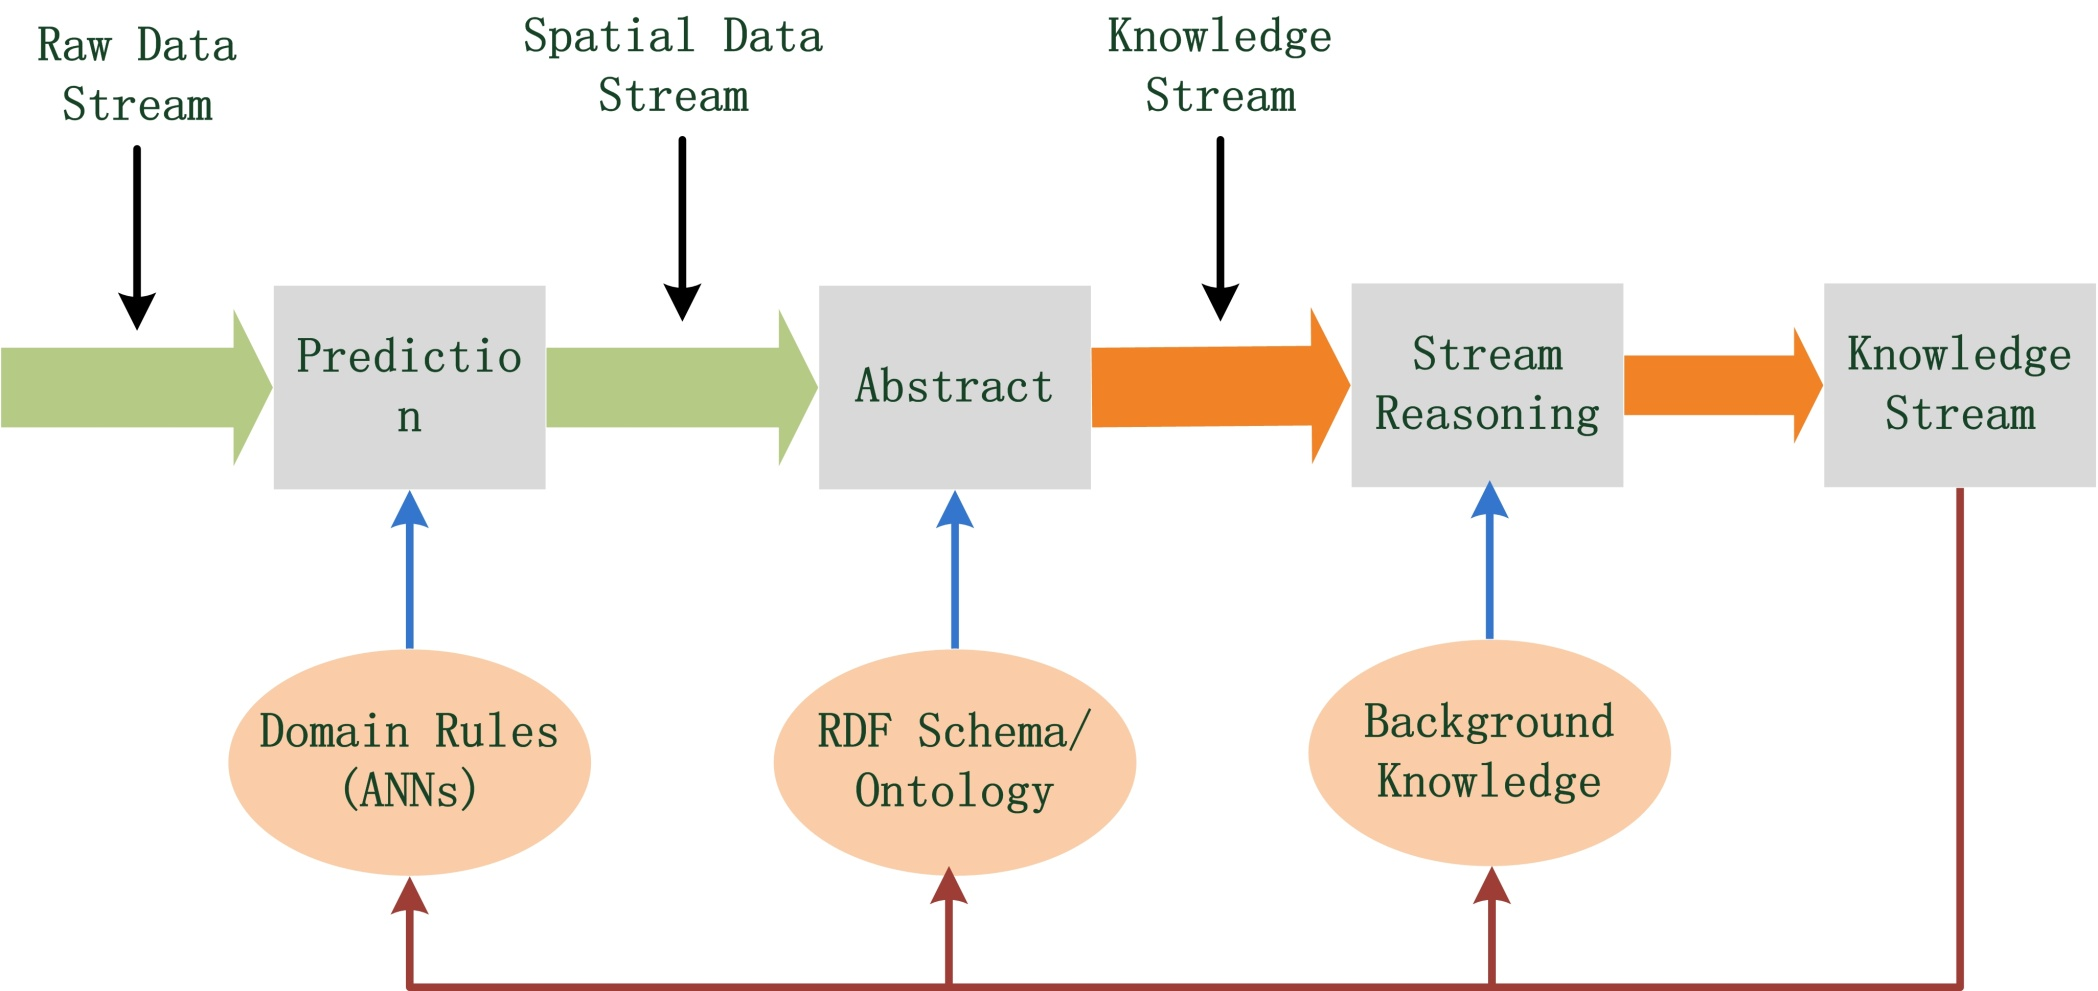 Raw Data
Stream
Spatial Data
Stream
Knowledge
Stream
Predictio
n
Abstract
Stream
Reasoning
Knowledge
Stream
Domain Rules
(ANNs)
RDF Schema/
Ontology
Background
Knowledge